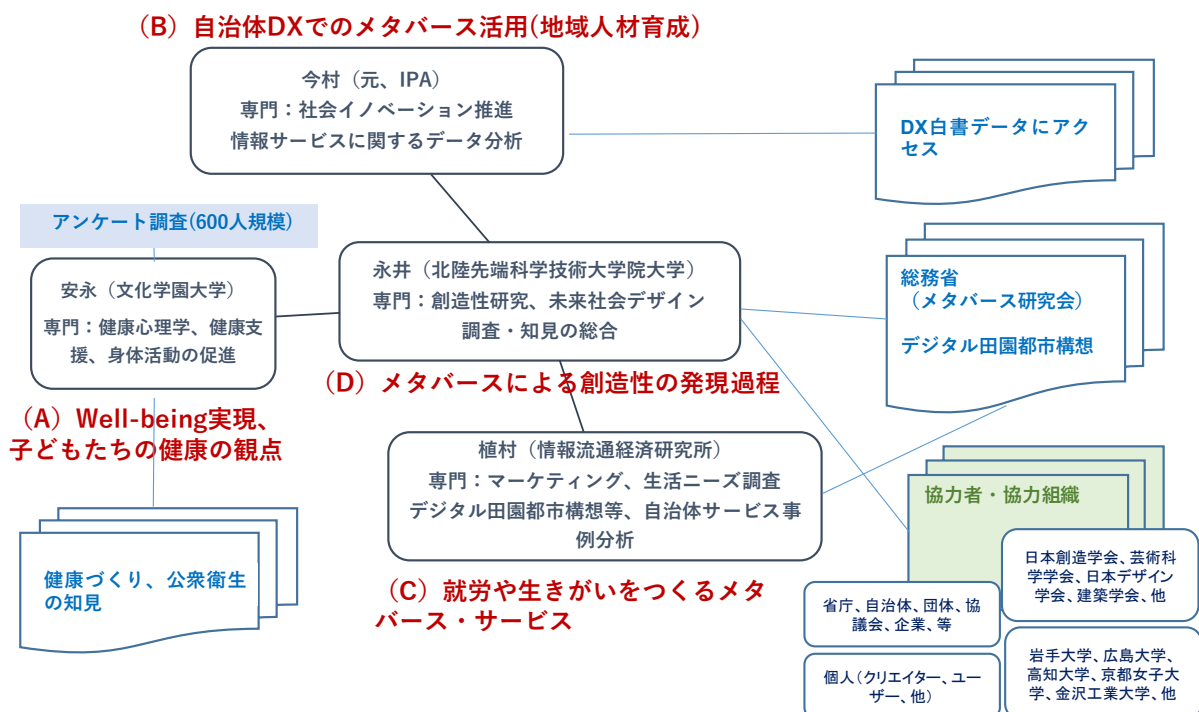 （B）自治体DXでのメタバース活用(地域人材育成)
今村（元、IPA）
専門：社会イノベーション推進
情報サービスに関するデータ分析
DX白書データにアク
セス
アンケート調査(600人規模)
安永（文化学園大学）
専門：健康心理学、健康支
援、身体活動の促進
永井（北陸先端科学技術大学院大学）
専門：創造性研究、未来社会デザイン
調査・知見の総合
総務省
（メタバース研究会）
デジタル田園都市構想
（D）メタバースによる創造性の発現過程
（A）Well-being実現、
子どもたちの健康の観点
植村（情報流通経済研究所）
専門：マーケティング、生活ニーズ調査
デジタル田園都市構想等、自治体サービス事
例分析
（C）就労や生きがいをつくるメタ
バース・サービス
健康づくり、公衆衛生
の知見
協力者・協力組織
日本創造学会、芸術科
学学会、日本デザイン
学会、建築学会、他
省庁、自治体、団体、協
議会、企業、等
個人（クリエイター、ユー
ザー、他）
岩手大学、広島大学、
高知大学、京都女子大
学、金沢工業大学、他